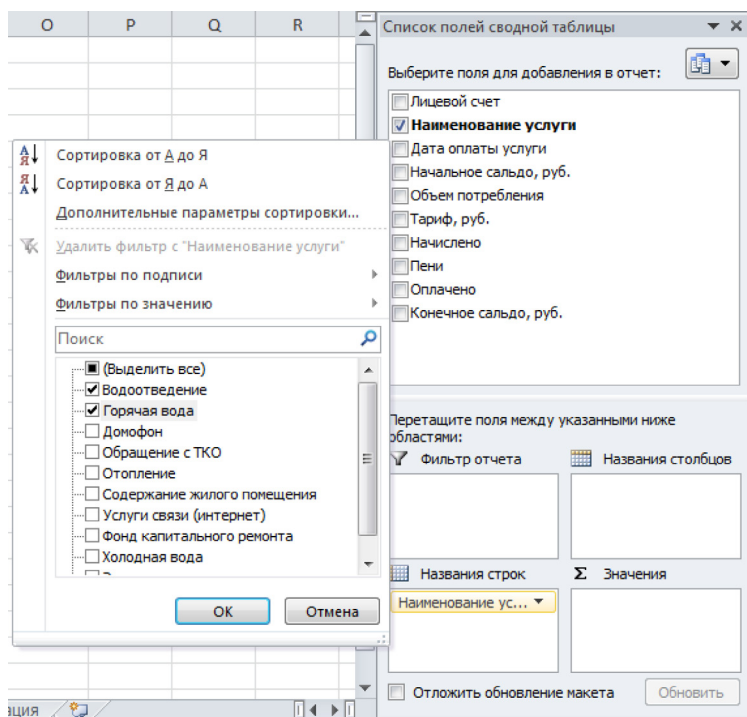 O P Q R
Список полей сводной таблицы
Выберите поля для добавления в отчет:
Лицевой счет
Наименование услуги
Дата оплаты услуги
Начальное сальдо, руб.
Объем потребления
Тариф, руб.
Начислено
Пени
Оплачено
Конечное сальдо, руб.
Сортировка от А до Я
Сортировка от Я до А
Дополнительные параметры сортировки...
Удалить фильтр с "Наименование услуги"
Фильтры по подписи
Фильтры по значению
Поиск
(Выделить все)
Водоотведение
Горячая вода
Домофон
Обращение с ТКО
Отопление
Содержание жилого помещения
Услуги связи (интернет)
Фонд капитального ремонта
Холодная вода
ОК Отмена
Перетащите поля между указанными ниже
областями:
Фильтр отчета Названия столбцов
Названия строк Σ Значения
Наименование ус...
Отложить обновление макета Обновить
ация